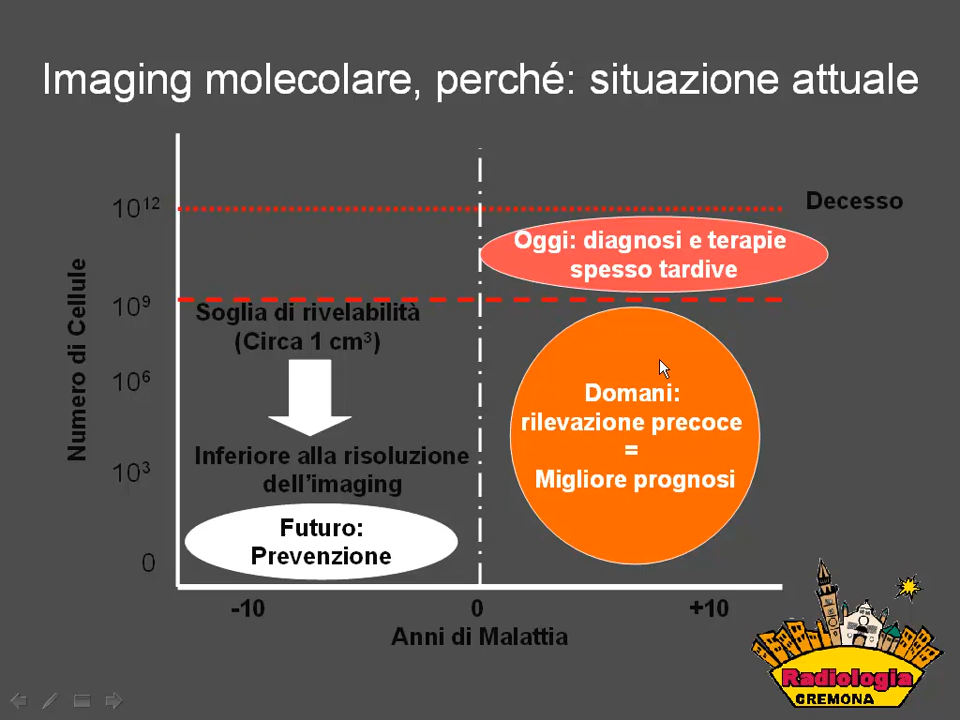 Imaging molecolare, perché: situazione attuale
Numero di Cellule
10¹²
10⁹
10⁶
10³
0
Decesso
Oggi: diagnosi e terapie
spesso tardive
Soglia di rivelabilità
(Circa 1 cm³)
Domani:
rilevazione precoce
=
Migliore prognosi
Inferiore alla risoluzione
dell'imaging
Futuro:
Prevenzione
-10
0
+10
Anni di Malattia
Radiologia
CREMONA